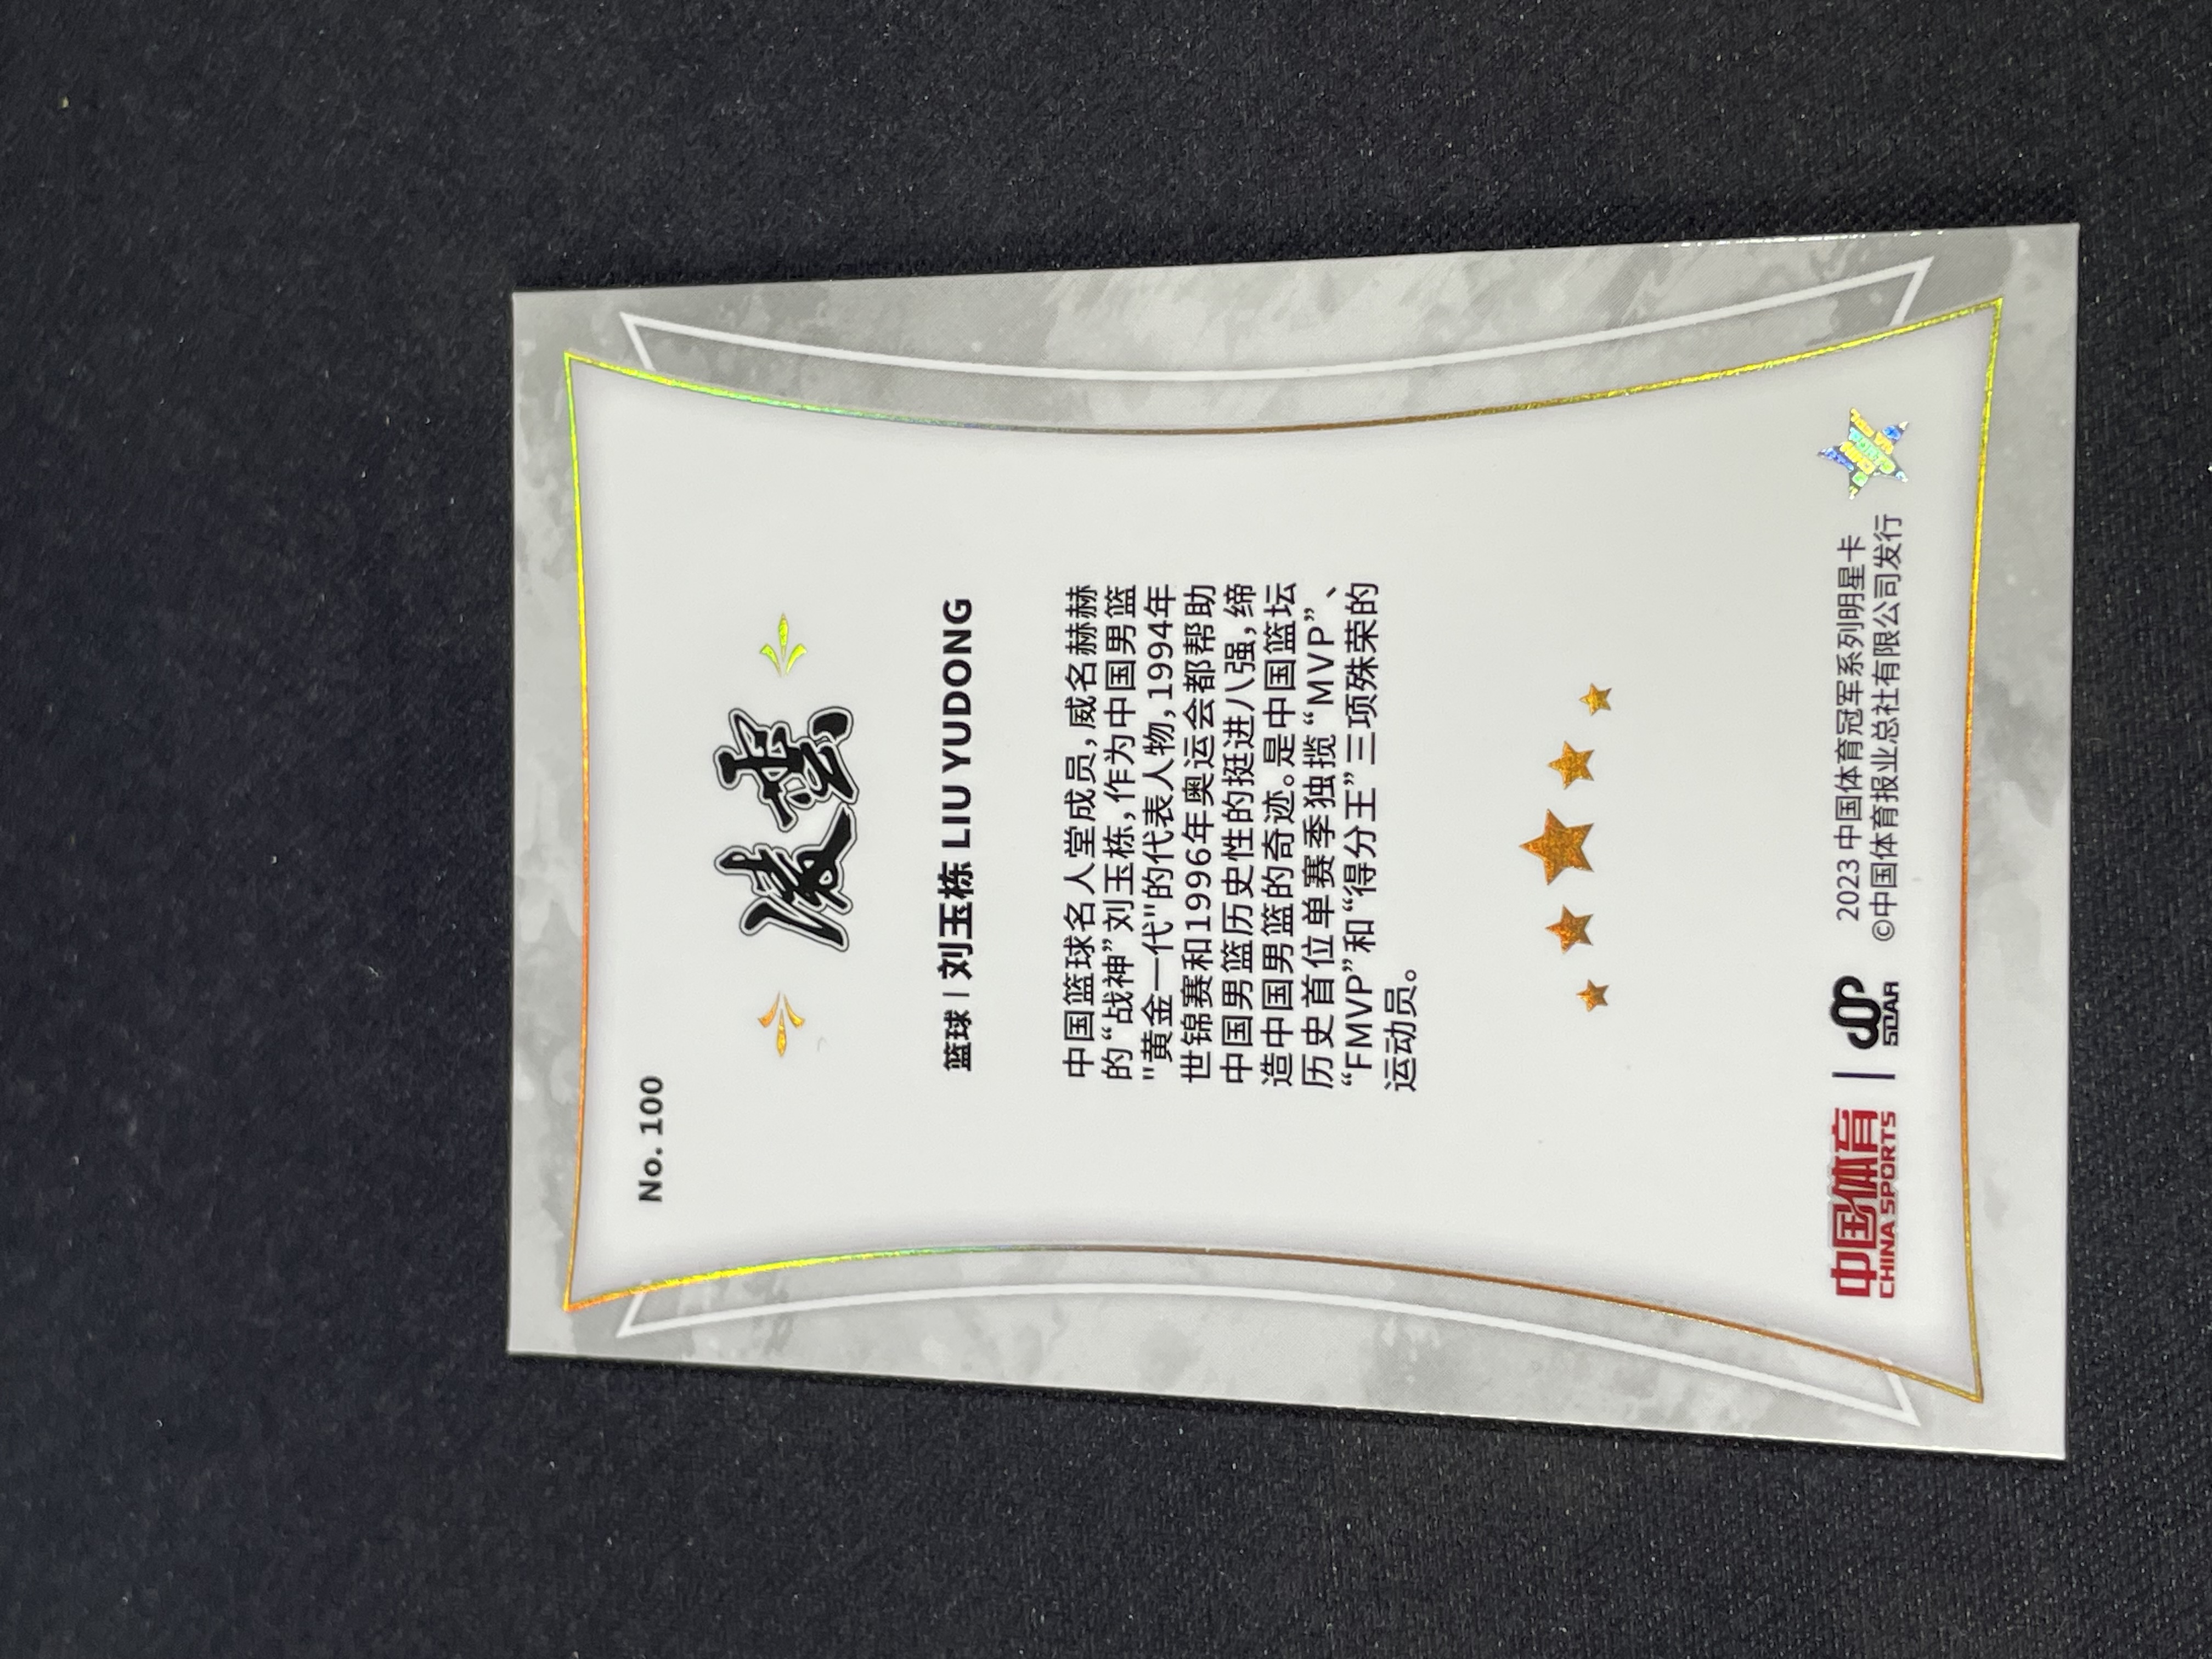 No. 100
凌雲
篮球 | 刘玉栋 LIU YUDONG
中国篮球名人堂成员,威名赫赫
的“战神”刘玉栋,作为中国男篮
"黄金一代"的代表人物,1994年
世锦赛和1996年奥运会都帮助
中国男篮历史性的挺进八强,缔
造中国男篮的奇迹。是中国篮坛
历史首位单赛季独揽“MVP”、
“FMVP”和“得分王”三项殊荣的
运动员。
中国体育
CHINA SPORTS
SOAR
2023 中国体育冠军系列明星卡
©中国体育报业总社有限公司发行